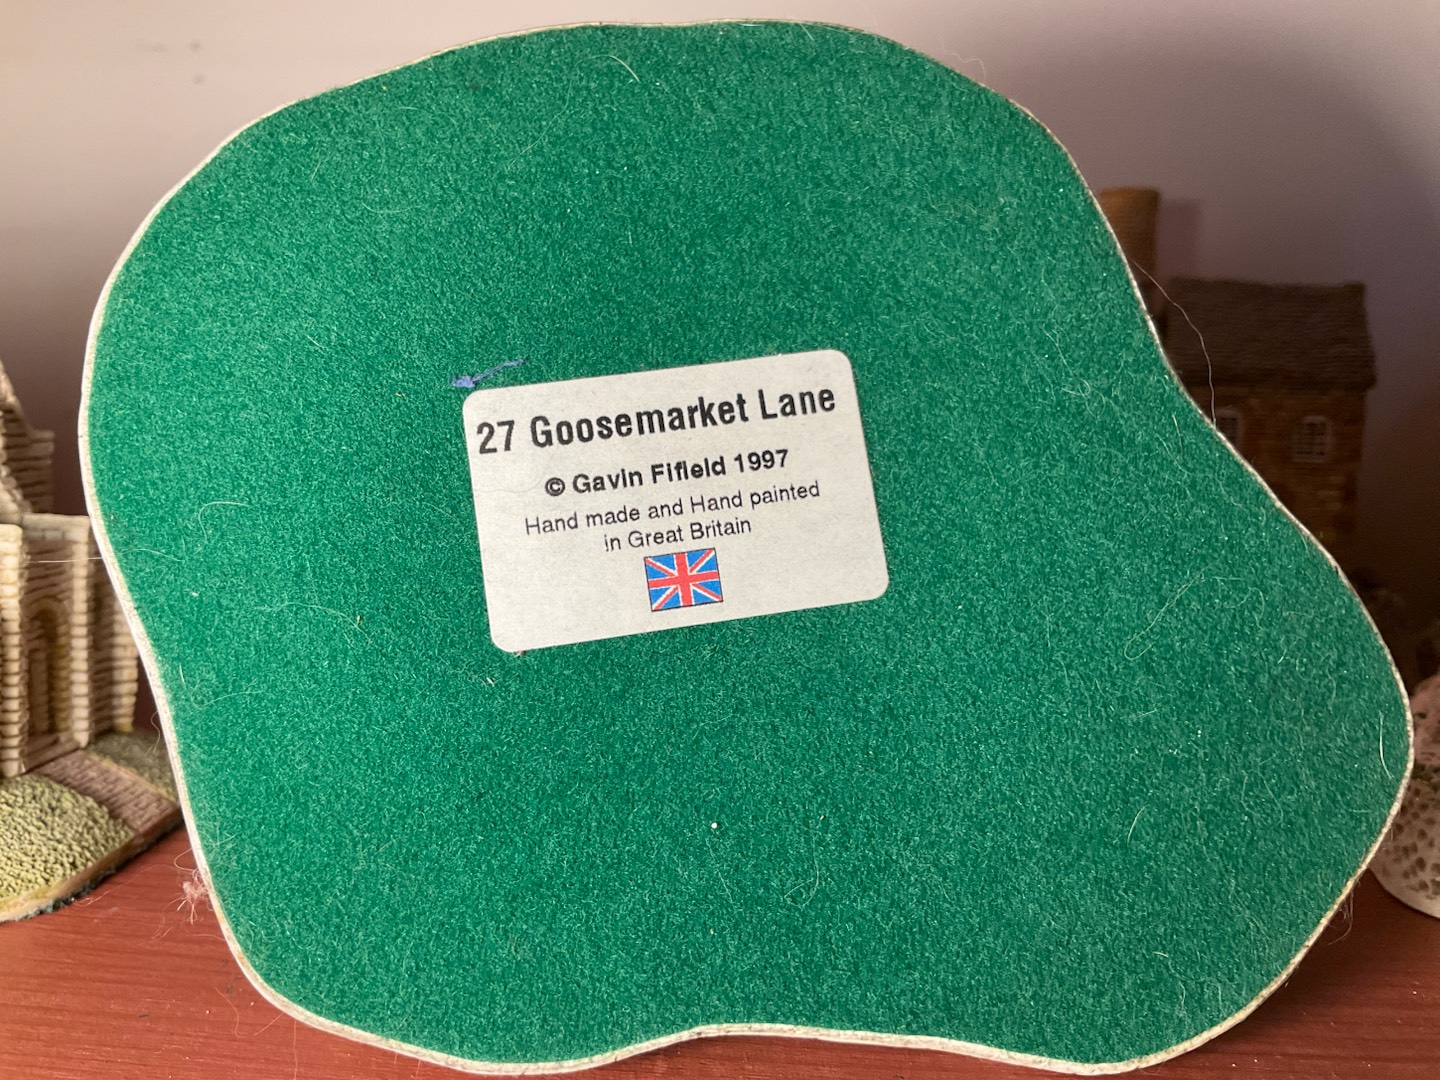 27 Goosemarket Lane
© Gavin Fifield 1997
Hand made and Hand painted
in Great Britain